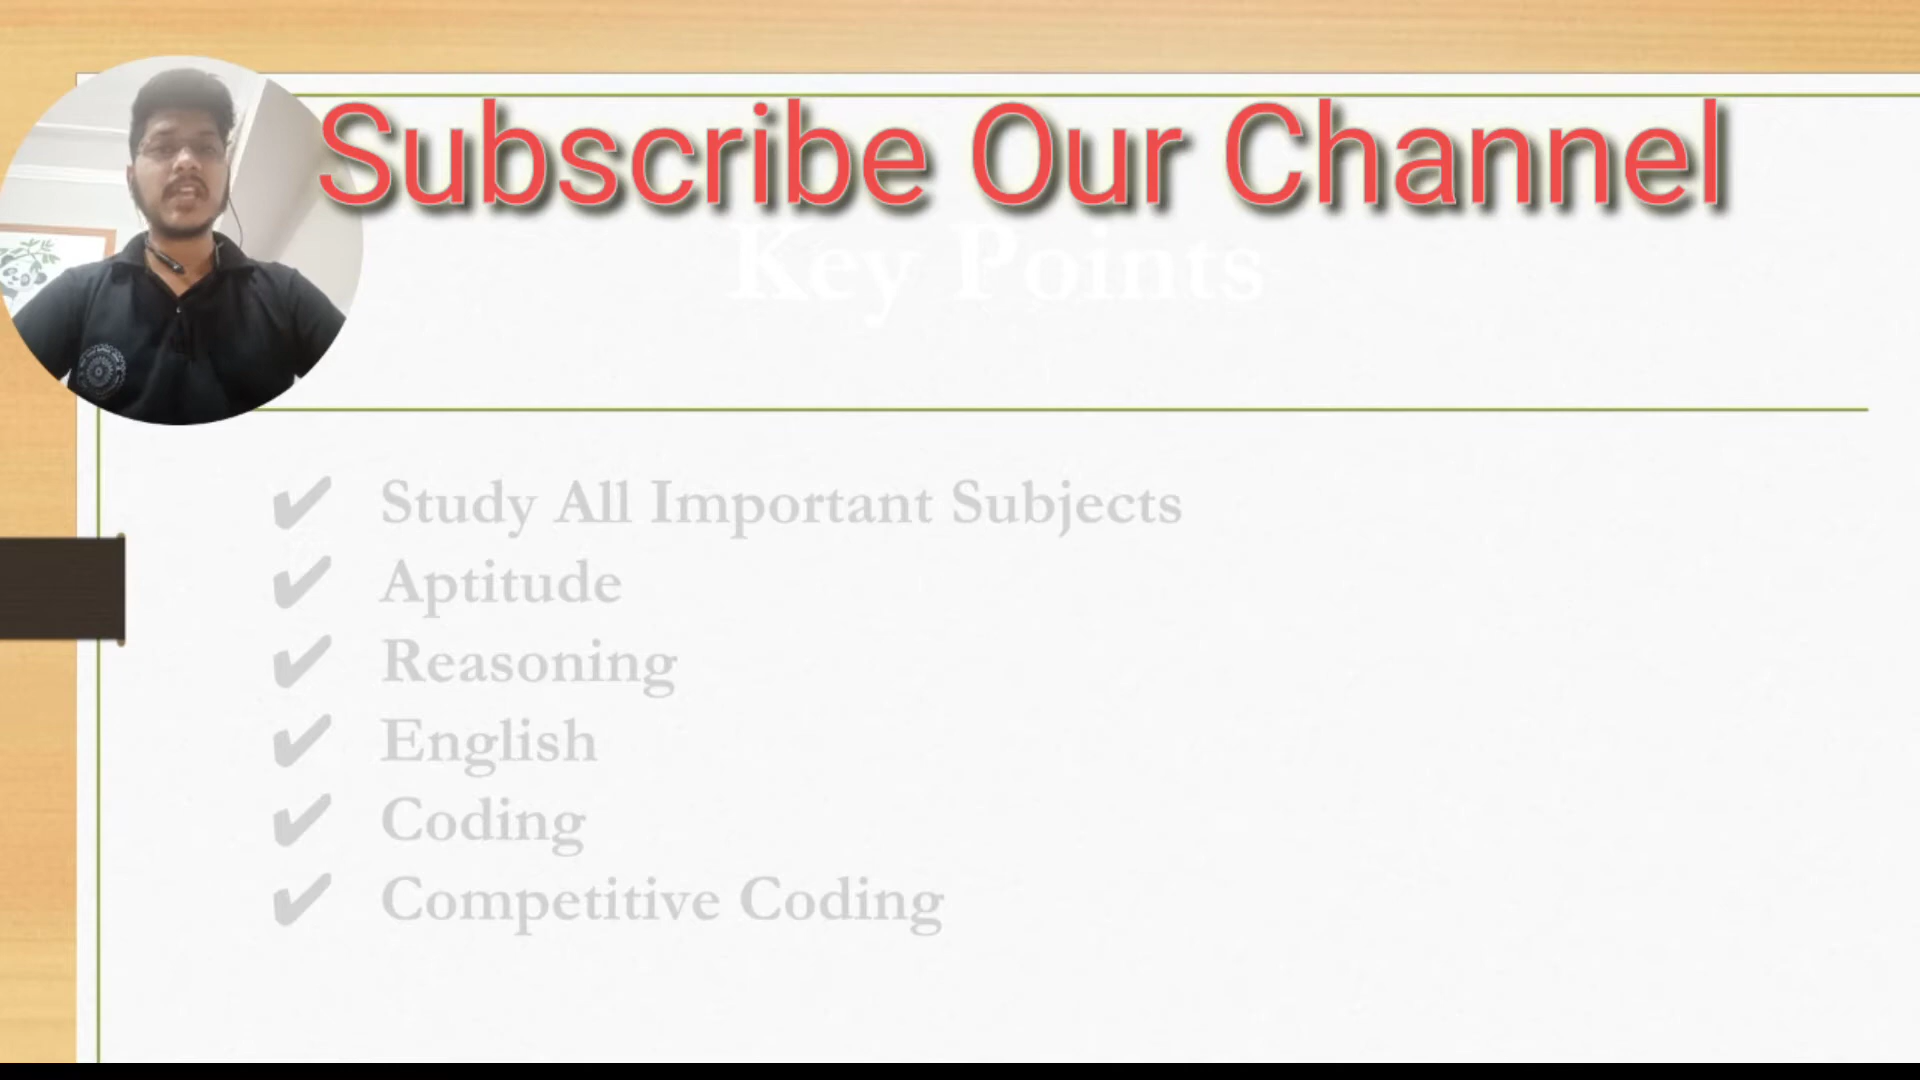 Subscribe Our Channel
Key Points
✔ Study All Important Subjects
✔ Aptitude
✔ Reasoning
✔ English
✔ Coding
✔ Competitive Coding